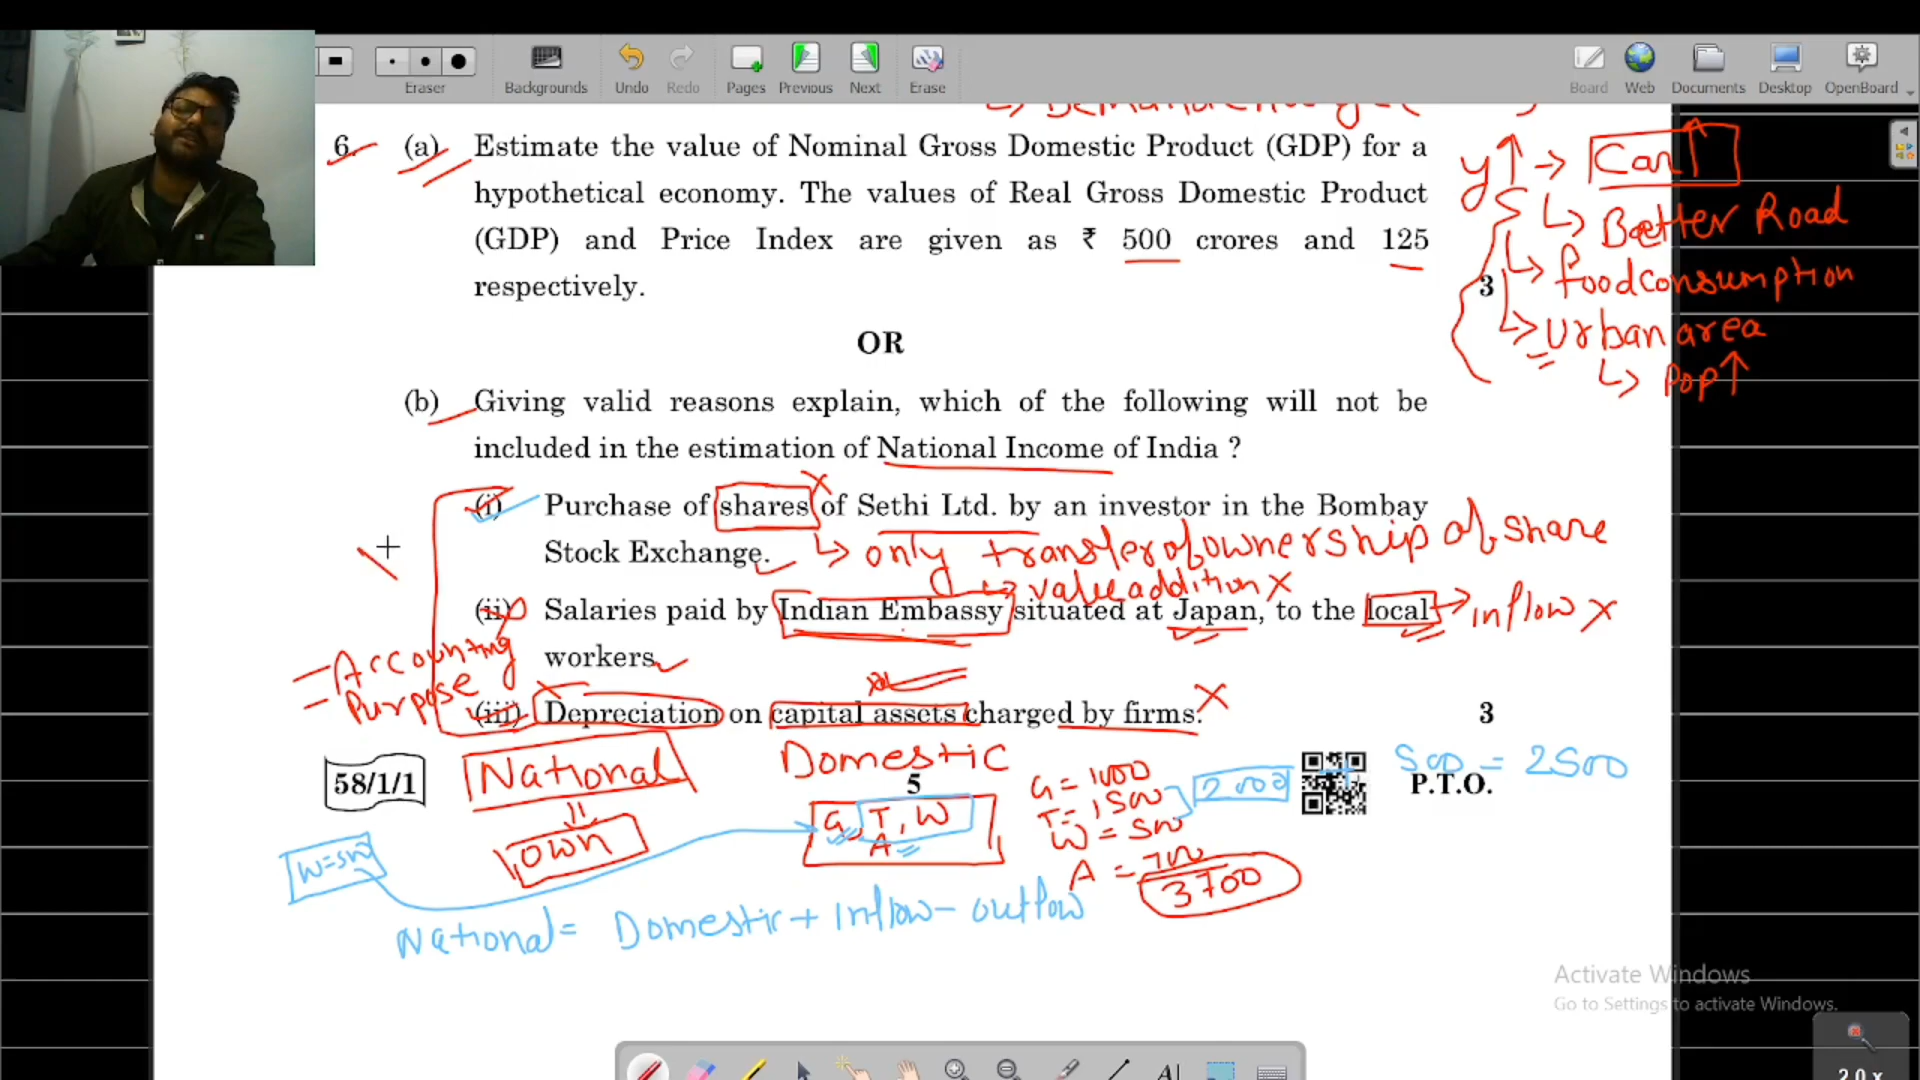 Eraser
Backgrounds
Undo
Redo
Pages
Previous
Next
Erase
Board
Web
Documents
Desktop
OpenBoard
6. (a) Estimate the value of Nominal Gross Domestic Product (GDP) for a
hypothetical economy. The values of Real Gross Domestic Product
(GDP) and Price Index are given as ₹ 500 crores and 125
respectively.
3
y↑ → Car↑
↳ Better Road
↳ foodconsumption
↳ Urban area
↳ Pop↑
OR
(b) Giving valid reasons explain, which of the following will not be
included in the estimation of National Income of India ?
(i) Purchase of shares of Sethi Ltd. by an investor in the Bombay
Stock Exchange.
↳ only transfer of ownership of share
↳ value addition X
(ii) Salaries paid by Indian Embassy situated at Japan, to the local
workers
→ inflow X
- Accounting
= Purpose
(iii) Depreciation on capital assets charged by firms. X
3
58/1/1
5
P.T.O.
National
Domestic
= own
G, T, W
A
G = 1000
T = 1500
W = 500
A = 700
3700
2000 + 500 = 2500
W=500
National = Domestic + Inflow - outflow
Activate Windows
Go to Settings to activate Windows.
2.0 x